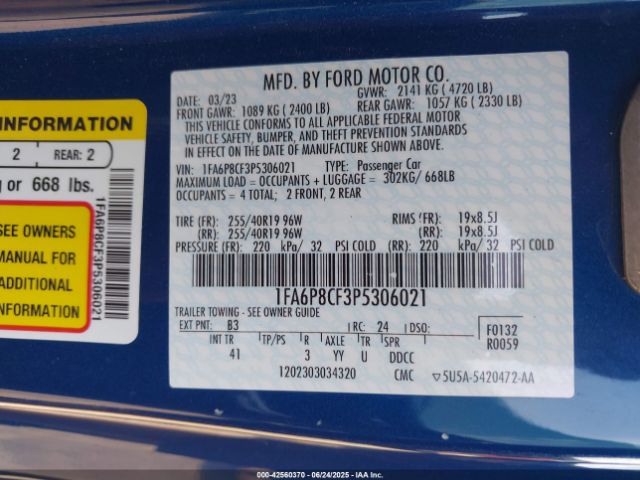 INFORMATION
2 REAR: 2
g or 668 lbs.
SEE OWNERS
MANUAL FOR
ADDITIONAL
INFORMATION
1FA6P8CF3P5306021
MFD. BY FORD MOTOR CO.
DATE: 03/23 GVWR: 2141 KG ( 4720 LB)
FRONT GAWR: 1089 KG ( 2400 LB) REAR GAWR: 1057 KG ( 2330 LB)
THIS VEHICLE CONFORMS TO ALL APPLICABLE FEDERAL MOTOR
VEHICLE SAFETY, BUMPER, AND THEFT PREVENTION STANDARDS
IN EFFECT ON THE DATE OF MANUFACTURE SHOWN ABOVE.
VIN: 1FA6P8CF3P5306021 TYPE: Passenger Car
MAXIMUM LOAD = OCCUPANTS + LUGGAGE = 302KG/ 668LB
OCCUPANTS = 4 TOTAL; 2 FRONT, 2 REAR
TIRE (FR): 255/40R19 96W RIMS (FR): 19x8.5J
(RR): 255/40R19 96W (RR): 19x8.5J
PRESSURE (FR): 220 kPa/ 32 PSI COLD (RR): 220 kPa/ 32 PSI COLD
1FA6P8CF3P5306021
TRAILER TOWING - SEE OWNER GUIDE
EXT PNT: B3 RC: 24 DSO: F0132
INT TR TP/PS R AXLE TR SPR R0059
41 3 YY U DDCC
1202303034320 CMC ▽5U5A-5420472-AA
000-42560370 - 06/24/2025 - IAAI US